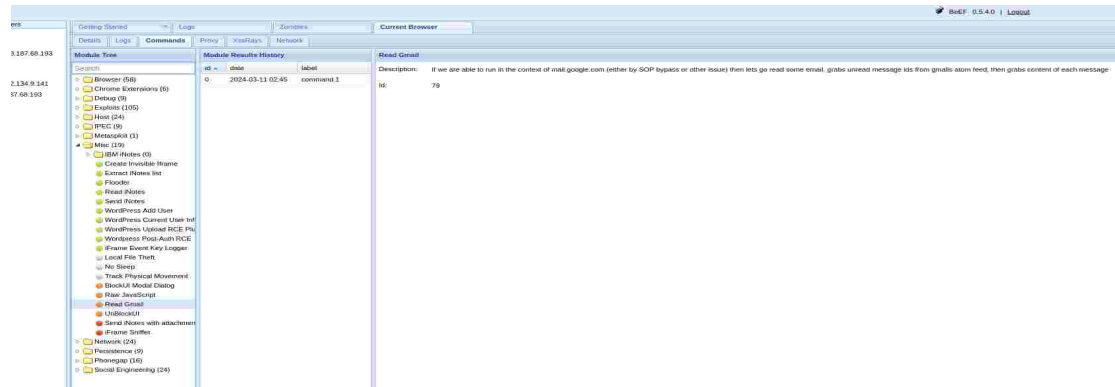 BeEF 0.5.4.0 | Logout
Getting Started
Logs
Zombies
Current Browser
Details
Logs
Commands
Proxy
XssRays
Network
Module Tree
Search
Browser (58)
Chrome Extensions (6)
Debug (9)
Exploits (105)
Host (24)
IPEC (9)
Metasploit (1)
Misc (19)
IBM iNotes (0)
Create Invisible Iframe
Extract iNotes list
Flooder
Read iNotes
Send iNotes
WordPress Add User
WordPress Current User Inf
WordPress Upload RCE Plu
Wordpress Post-Auth RCE
iFrame Event Key Logger
Local File Theft
No Sleep
Track Physical Movement
BlockUI Modal Dialog
Raw JavaScript
Read Gmail
UnBlockUI
Send iNotes with attachmen
iFrame Sniffer
Network (24)
Persistence (9)
Phonegap (16)
Social Engineering (24)
Module Results History
id date label
0 2024-03-11 02:45 command 1
Read Gmail
Description: If we are able to run in the context of mail.google.com (either by SOP bypass or other issue) then lets go read some email, grabs unread message ids from gmails atom feed, then grabs content of each message
Id: 79